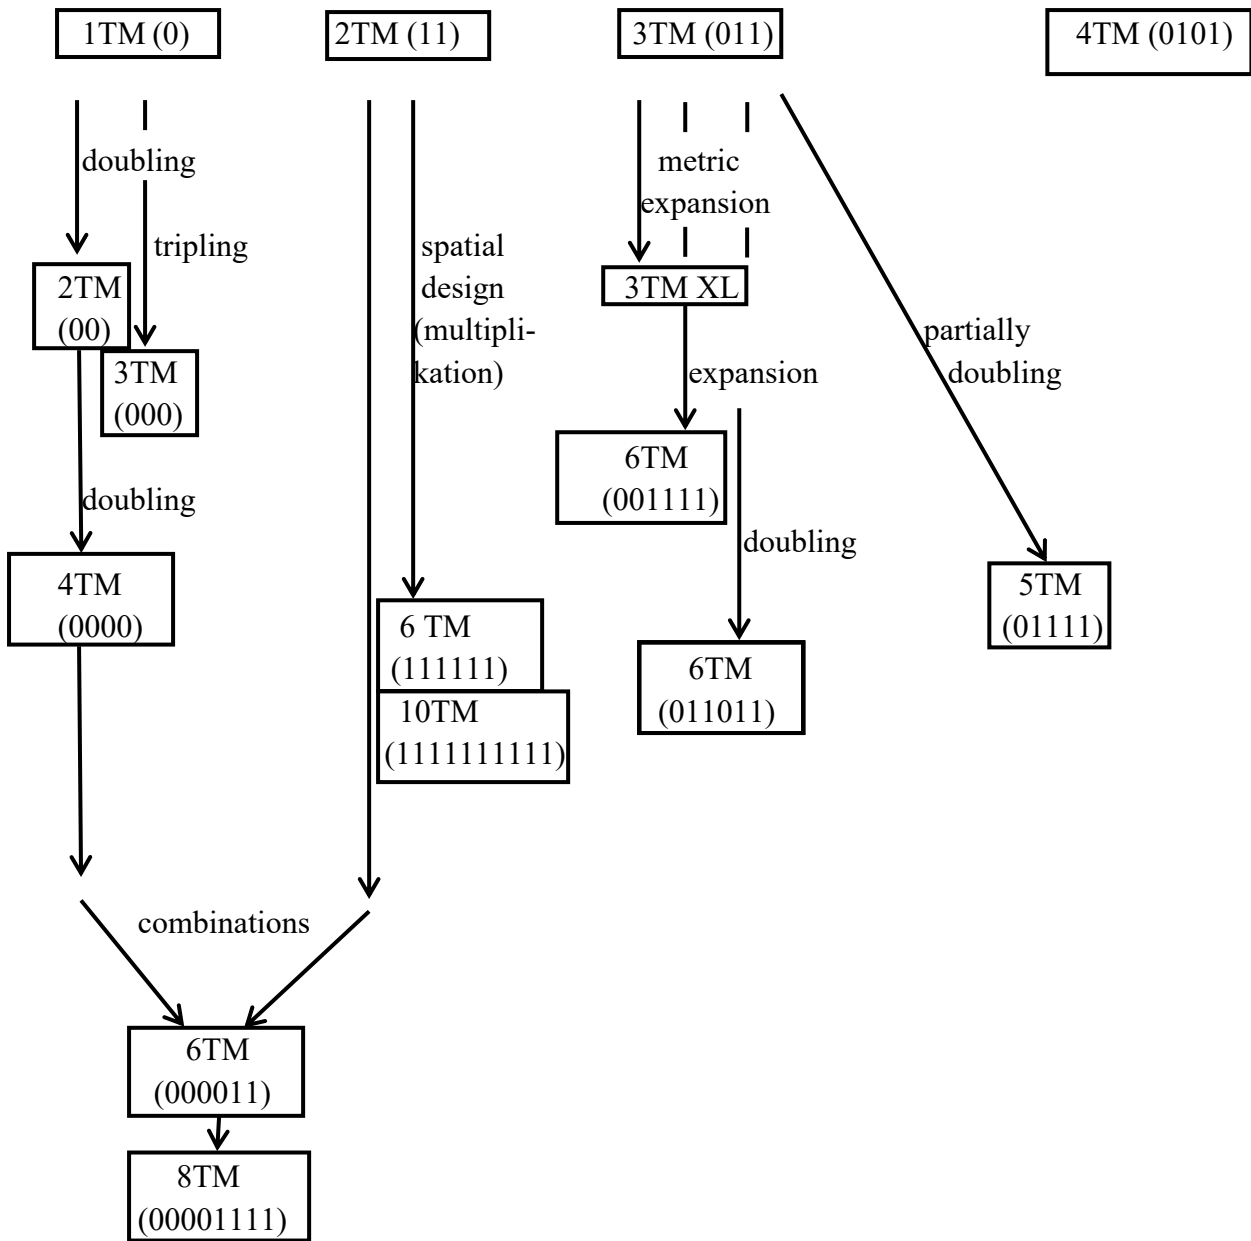 1TM (0)
2TM (11)
3TM (011)
4TM (0101)
doubling
tripling
2TM
(00)
3TM
(000)
doubling
4TM
(0000)
spatial
design
(multipli-
kation)
6 TM
(111111)
10TM
(1111111111)
metric
expansion
3TM XL
expansion
6TM
(001111)
doubling
6TM
(011011)
partially
doubling
5TM
(01111)
combinations
6TM
(000011)
8TM
(00001111)